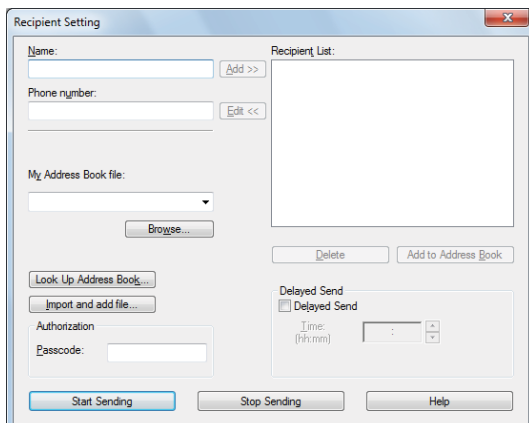 Recipient Setting
Name:
Add >>
Phone number:
Edit <<
My Address Book file:
Browse...
Look Up Address Book...
Import and add file...
Authorization
Passcode:
Recipient List:
Delete
Add to Address Book
Delayed Send
Delayed Send
Time:
(hh:mm)
:
Start Sending
Stop Sending
Help